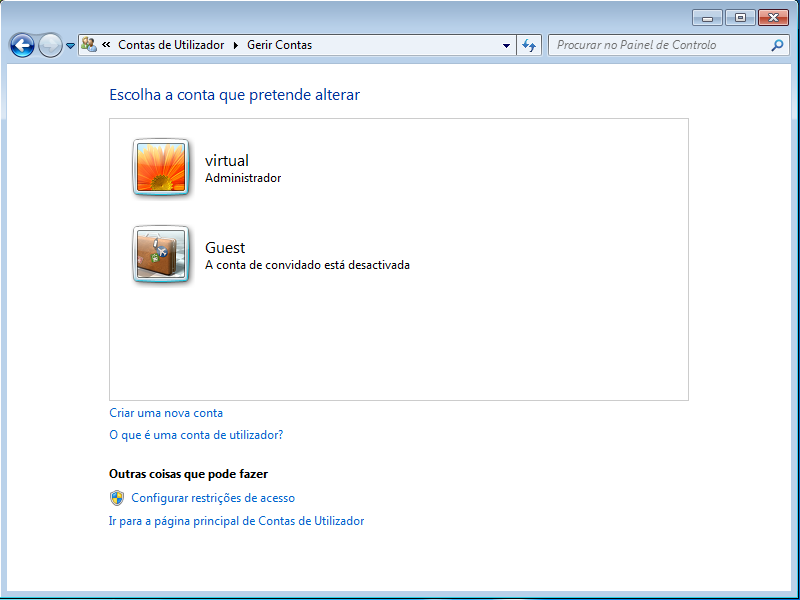 « Contas de Utilizador Gerir Contas
Procurar no Painel de Controlo
Escolha a conta que pretende alterar
virtual
Administrador
Guest
A conta de convidado está desactivada
Criar uma nova conta
O que é uma conta de utilizador?
Outras coisas que pode fazer
Configurar restrições de acesso
Ir para a página principal de Contas de Utilizador